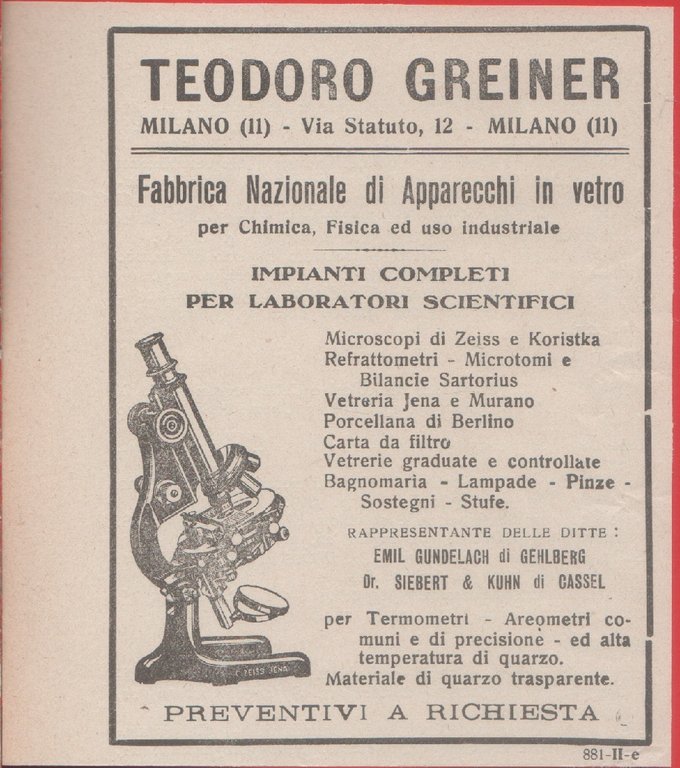 TEODORO GREINER
MILANO (11) - Via Statuto, 12 - MILANO (11)
Fabbrica Nazionale di Apparecchi in vetro
per Chimica, Fisica ed uso industriale
IMPIANTI COMPLETI
PER LABORATORI SCIENTIFICI
Microscopi di Zeiss e Koristka
Refrattometri - Microtomi e
Bilancie Sartorius
Vetreria Jena e Murano
Porcellana di Berlino
Carta da filtro
Vetrerie graduate e controllate
Bagnomaria - Lampade - Pinze -
Sostegni - Stufe.
RAPPRESENTANTE DELLE DITTE :
EMIL GUNDELACH di GEHLBERG
Dr. SIEBERT & KUHN di CASSEL
per Termometri - Areometri co-
muni e di precisione - ed alta
temperatura di quarzo.
Materiale di quarzo trasparente.
C. ZEISS JENA
PREVENTIVI A RICHIESTA
881-II-e